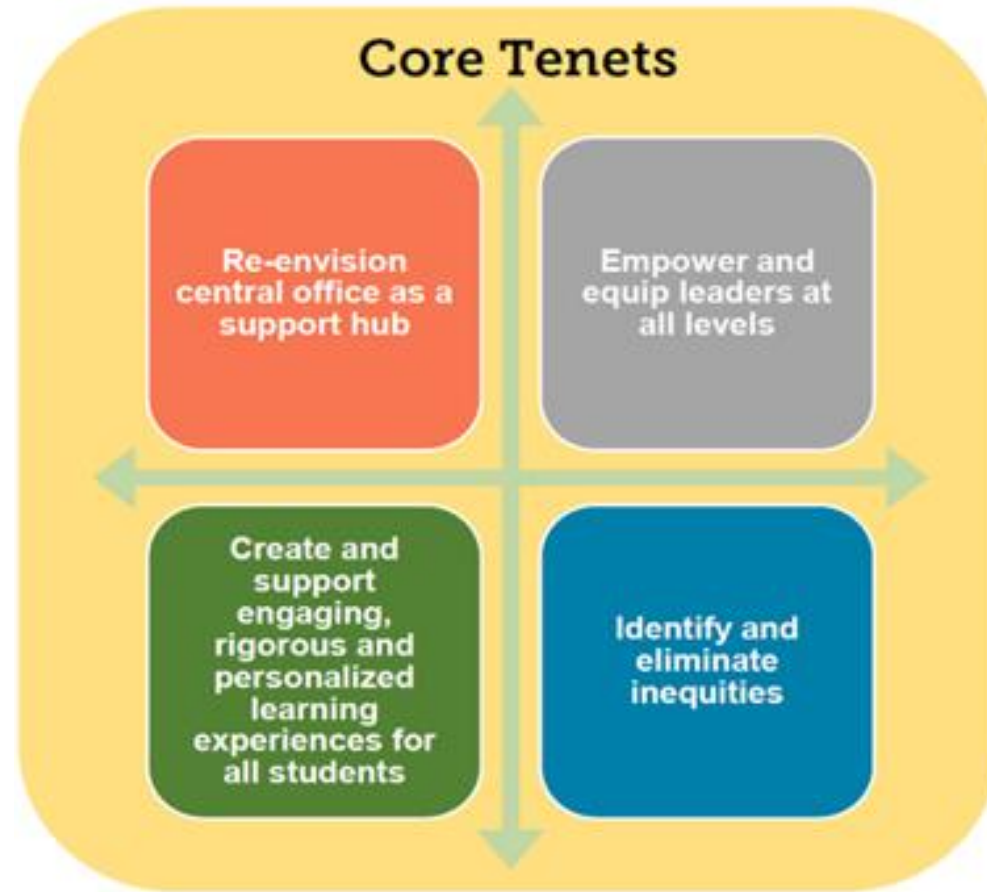 Core Tenets
Re-envision
central office as a
support hub
Empower and
equip leaders at
all levels
Create and
support
engaging,
rigorous and
personalized
learning
experiences for
all students
Identify and
eliminate
inequities